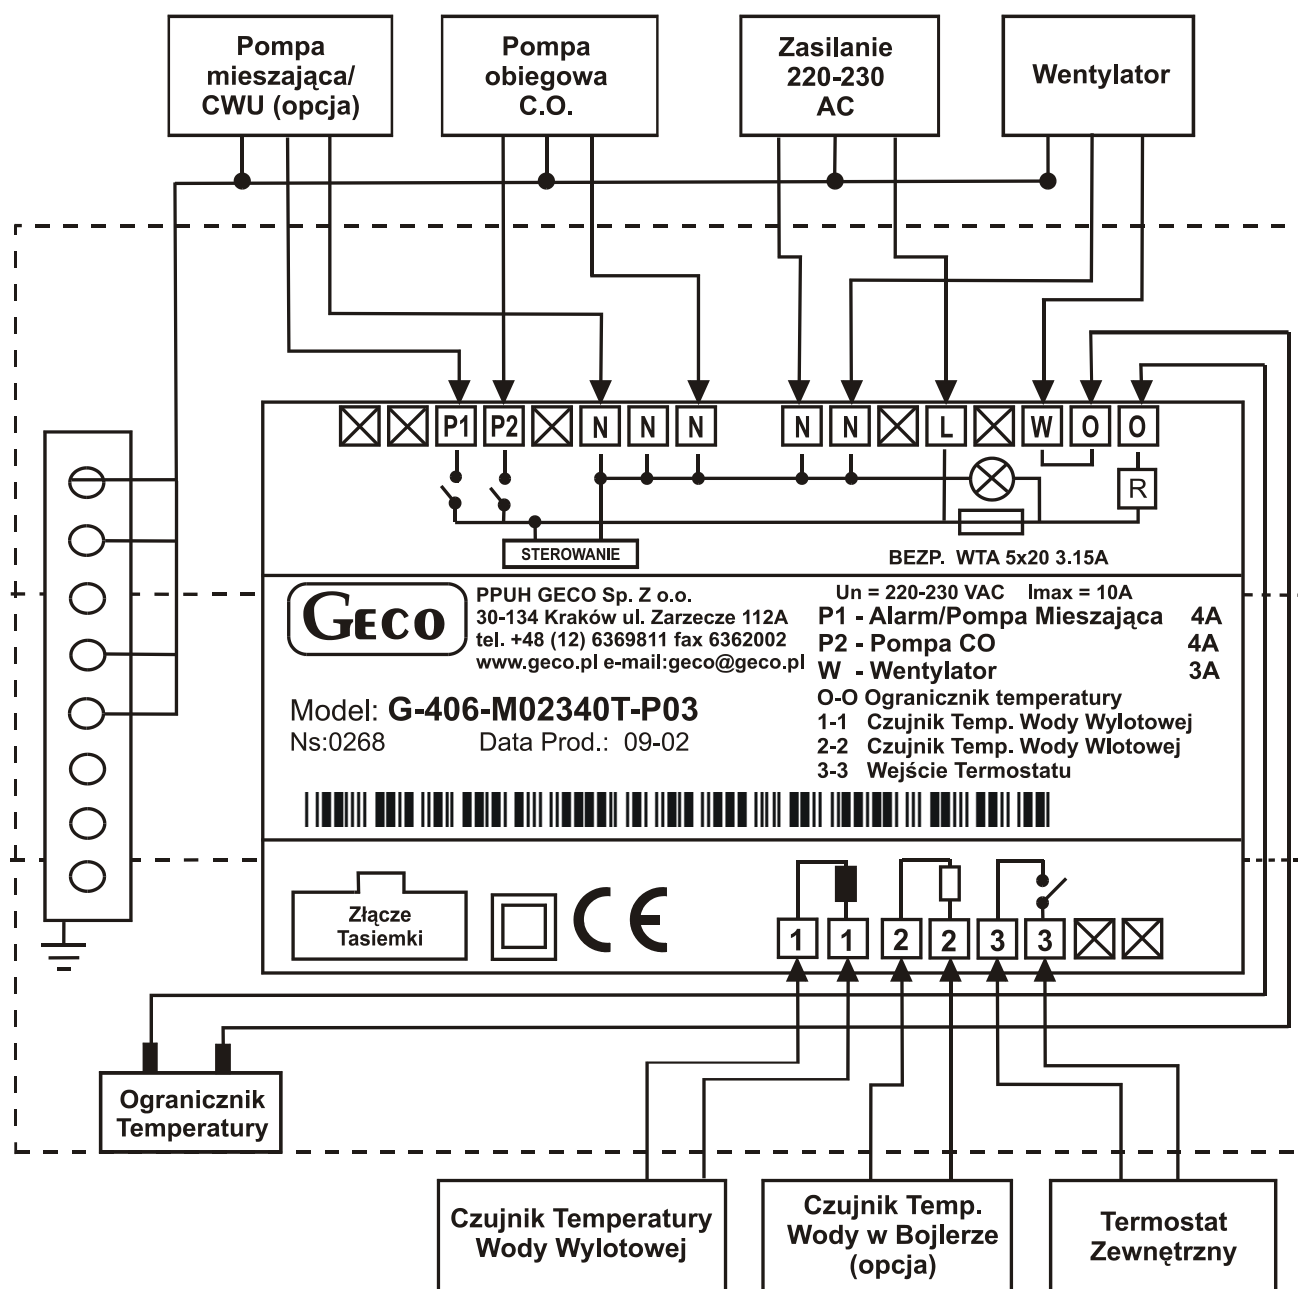 Pompa
mieszająca/
CWU (opcja)
Pompa
obiegowa
C.O.
Zasilanie
220-230
AC
Wentylator
P1 P2 N N N N N L W O O
R
STEROWANIE
BEZP. WTA 5x20 3.15A
GECO
PPUH GECO Sp. Z o.o.
30-134 Kraków ul. Zarzecze 112A
tel. +48 (12) 6369811 fax 6362002
www.geco.pl e-mail:geco@geco.pl
Model: G-406-M02340T-P03
Ns:0268 Data Prod.: 09-02
Un = 220-230 VAC Imax = 10A
P1 - Alarm/Pompa Mieszająca 4A
P2 - Pompa CO 4A
W - Wentylator 3A
O-O Ogranicznik temperatury
1-1 Czujnik Temp. Wody Wylotowej
2-2 Czujnik Temp. Wody Wlotowej
3-3 Wejście Termostatu
Złącze
Tasiemki
CE
1 1 2 2 3 3
Ogranicznik
Temperatury
Czujnik Temperatury
Wody Wylotowej
Czujnik Temp.
Wody w Bojlerze
(opcja)
Termostat
Zewnętrzny